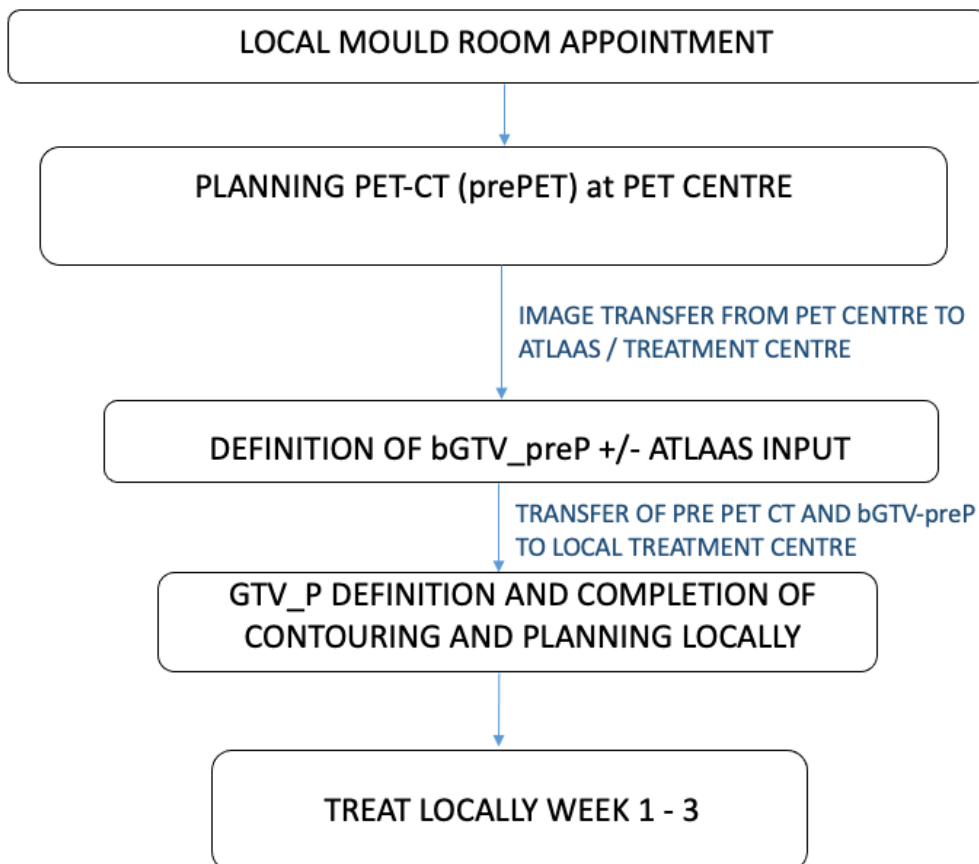 LOCAL MOULD ROOM APPOINTMENT
PLANNING PET-CT (prePET) at PET CENTRE
IMAGE TRANSFER FROM PET CENTRE TO
ATLAAS / TREATMENT CENTRE
DEFINITION OF bGTV_preP +/- ATLAAS INPUT
TRANSFER OF PRE PET CT AND bGTV-preP
TO LOCAL TREATMENT CENTRE
GTV_P DEFINITION AND COMPLETION OF
CONTOURING AND PLANNING LOCALLY
TREAT LOCALLY WEEK 1 - 3